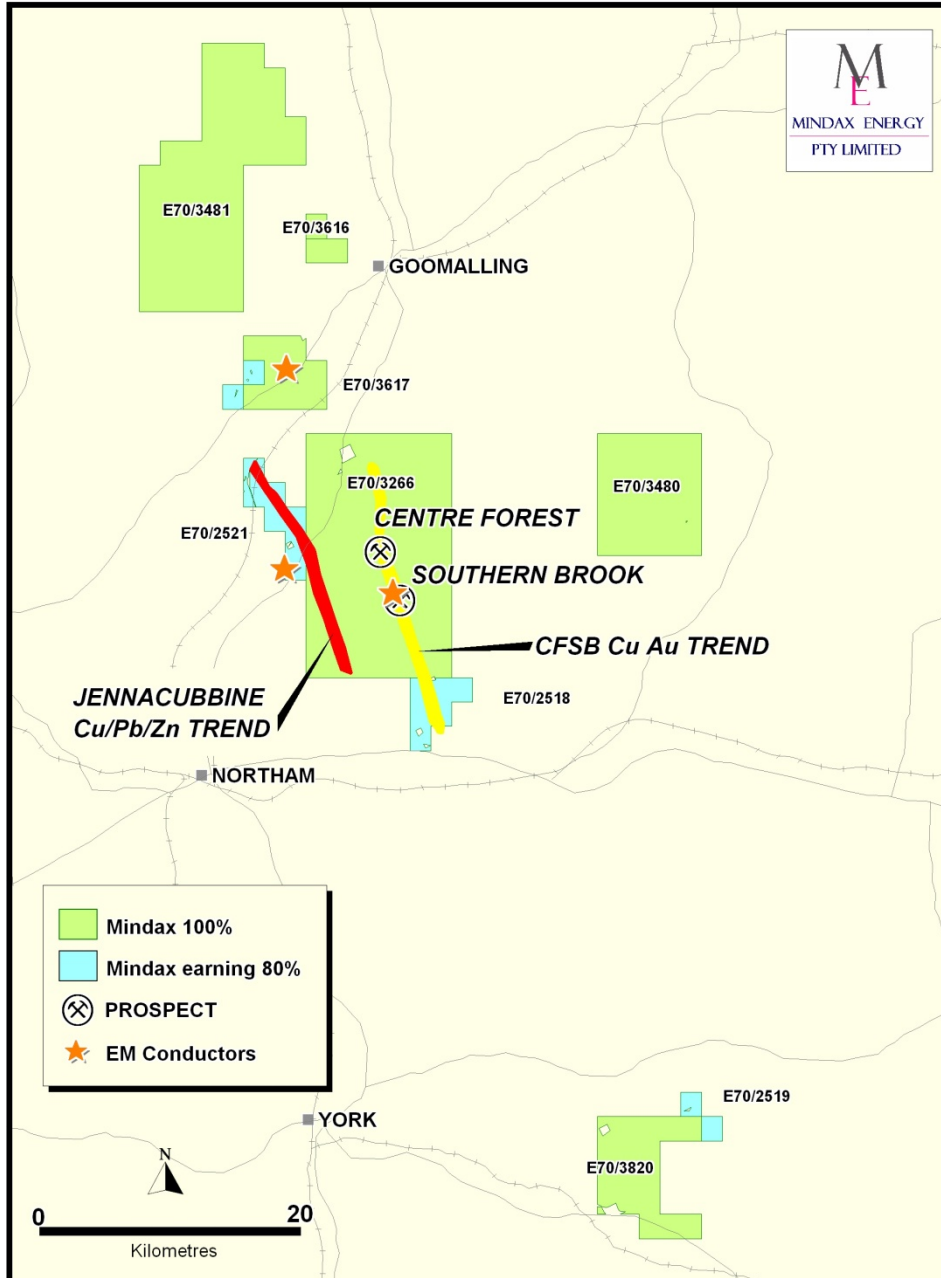 ME
MINDAX ENERGY
PTY LIMITED
E70/3481
E70/3616
GOOMALLING
E70/3617
E70/3266
E70/3480
CENTRE FOREST
E70/2521
SOUTHERN BROOK
CFSB Cu Au TREND
JENNACUBBINE
Cu/Pb/Zn TREND
E70/2518
NORTHAM
Mindax 100%
Mindax earning 80%
PROSPECT
EM Conductors
E70/2519
YORK
E70/3820
N
0 20
Kilometres